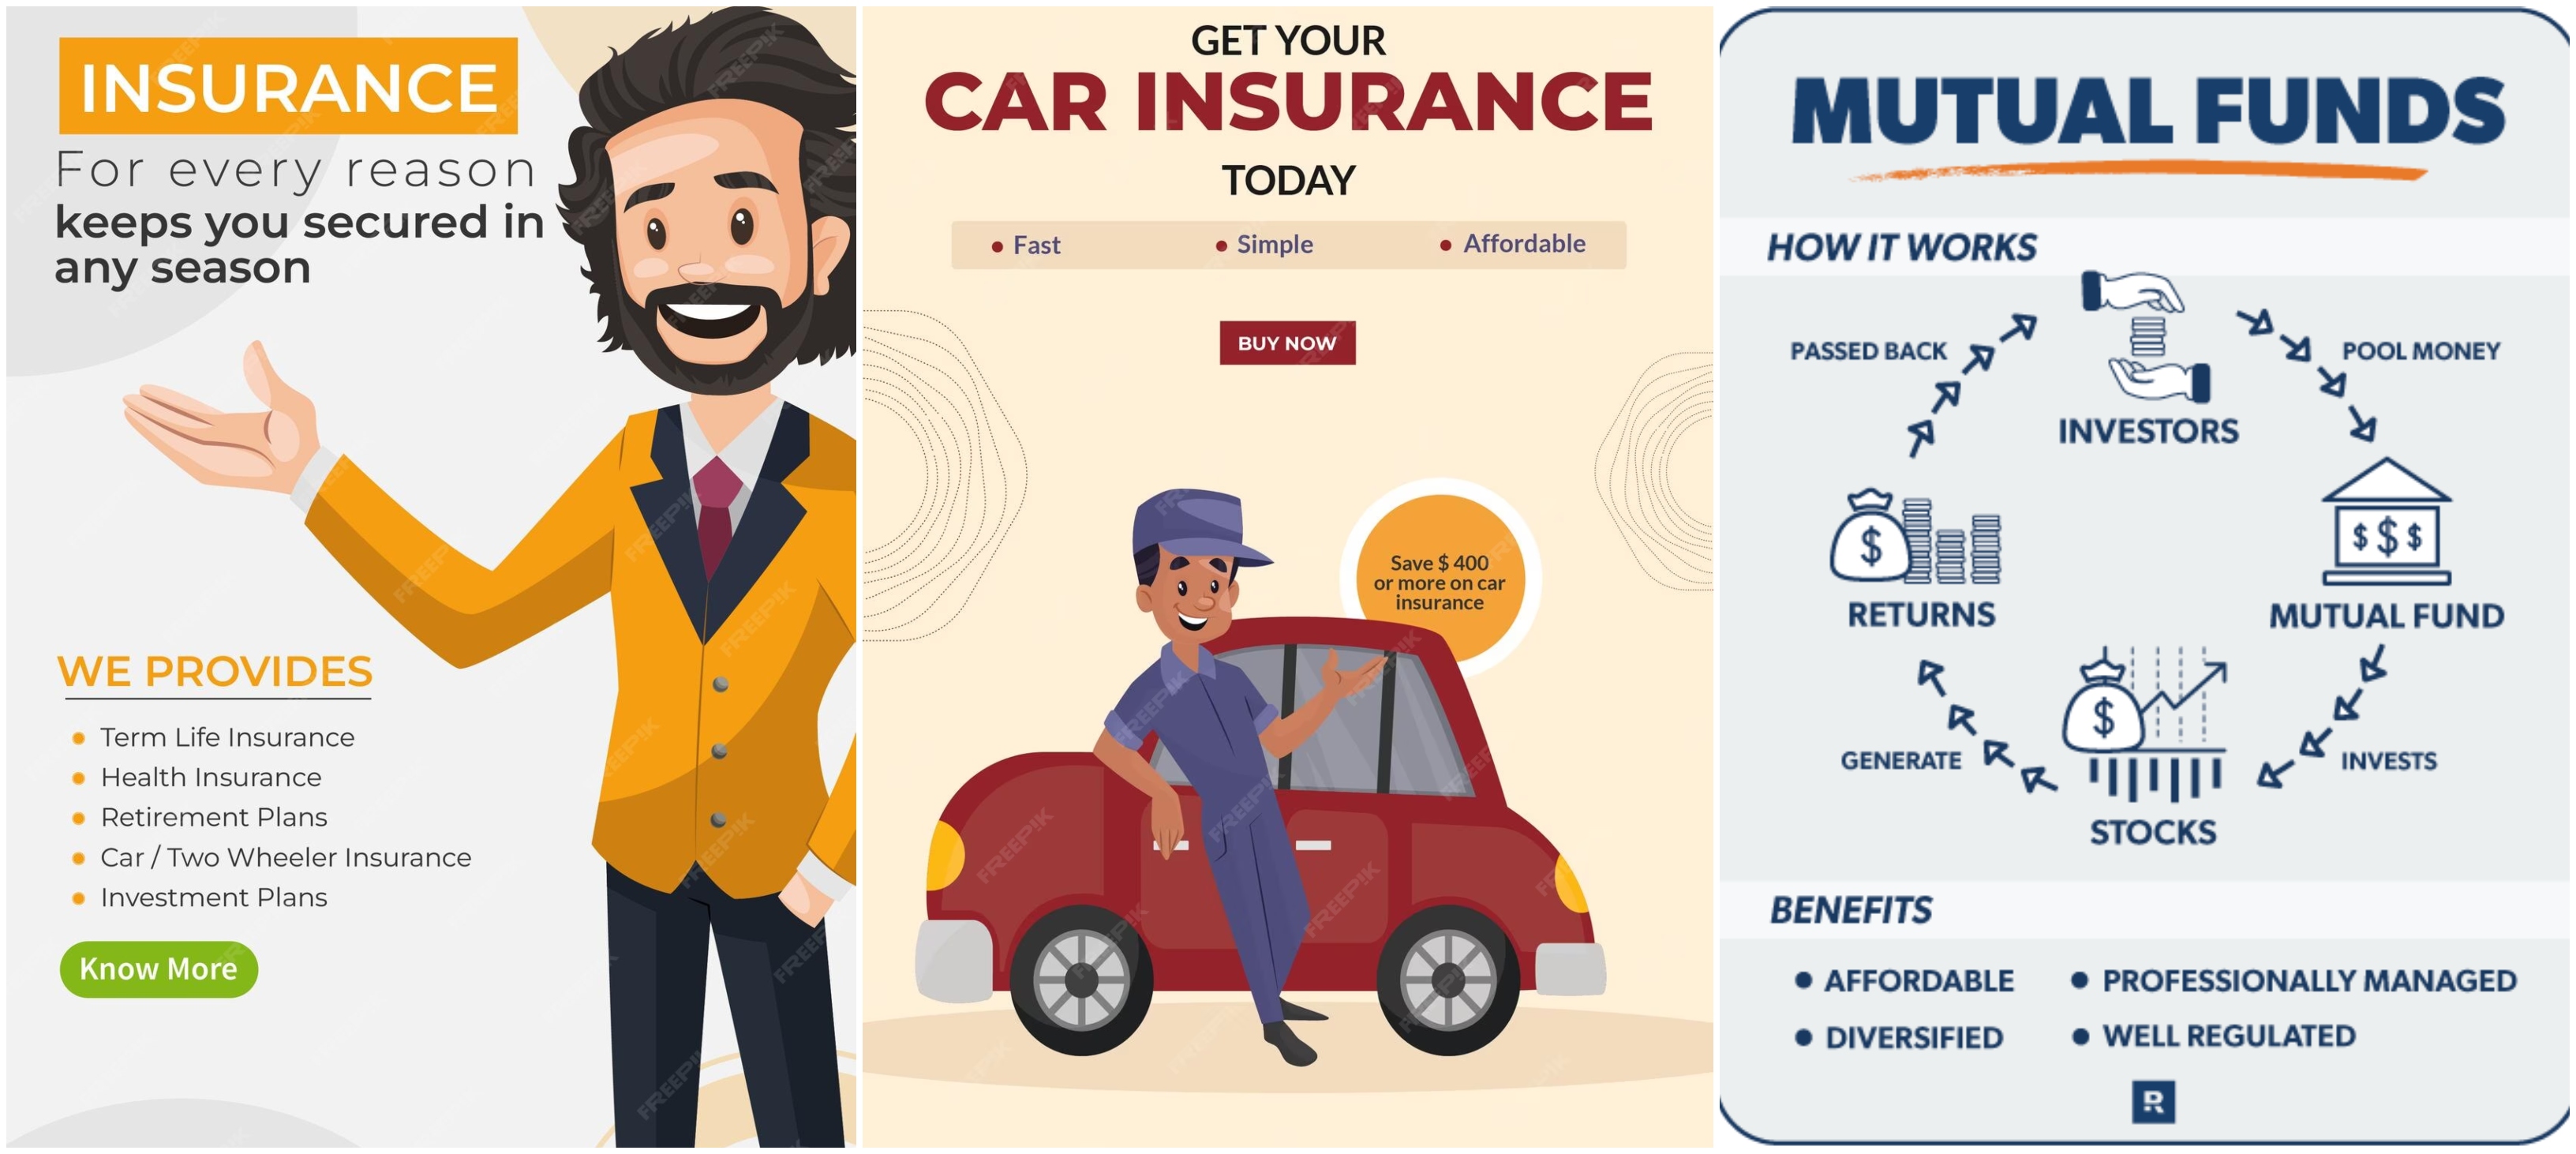 INSURANCE
For every reason
keeps you secured in
any season
WE PROVIDES
Term Life Insurance
Health Insurance
Retirement Plans
Car / Two Wheeler Insurance
Investment Plans
Know More
GET YOUR
CAR INSURANCE
TODAY
Fast
Simple
Affordable
BUY NOW
Save $ 400
or more on car
insurance
MUTUAL FUNDS
HOW IT WORKS
PASSED BACK
POOL MONEY
INVESTORS
$
$ $ $
RETURNS
MUTUAL FUND
$
GENERATE
INVESTS
STOCKS
BENEFITS
AFFORDABLE
PROFESSIONALLY MANAGED
DIVERSIFIED
WELL REGULATED
R
FREEPIK